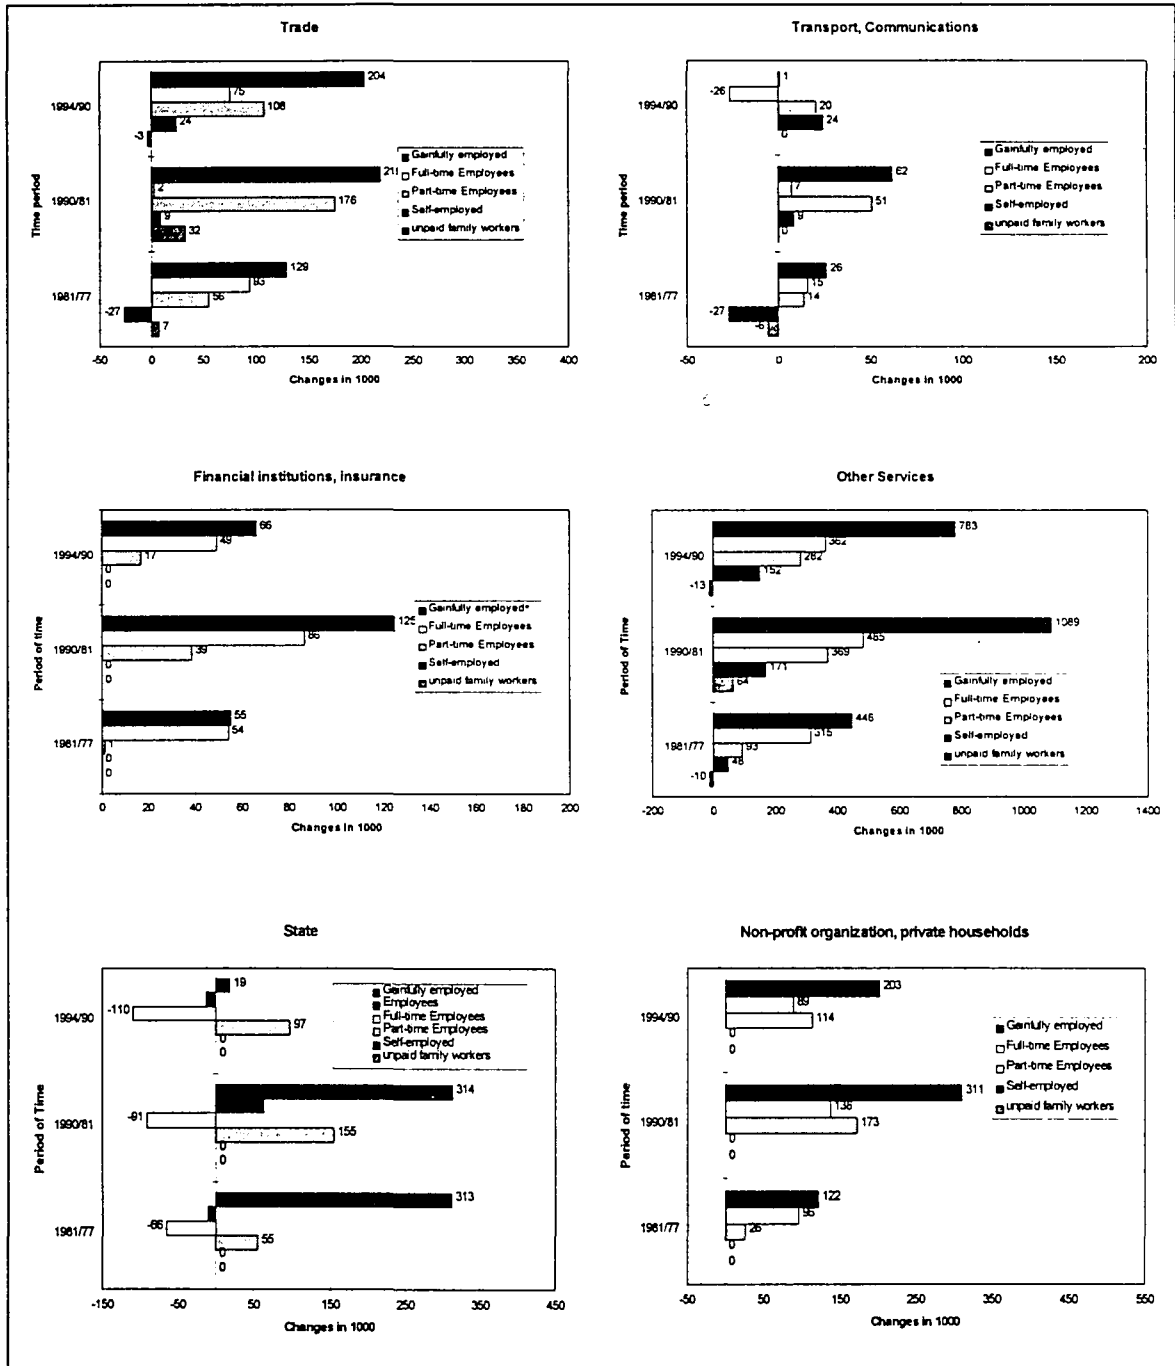 Trade
1994/90
1990/81
1981/77
Time period
204
75
108
24
-3
2
176
9
32
129
93
56
-27
7
Gainfully employed
Full-time Employees
Part-time Employees
Self-employed
unpaid family workers
-50 0 50 100 150 200 250 300 350 400
Changes in 1000
Transport, Communications
1994/90
1990/81
1981/77
Time period
1
-26
20
24
0
62
7
51
9
0
26
15
14
-27
-6
Gainfully employed
Full-time Employees
Part-time Employees
Self-employed
unpaid family workers
-50 0 50 100 150 200
Changes in 1000
Financial institutions, insurance
1994/90
1990/81
1981/77
Period of time
66
49
17
0
0
125
86
39
0
0
55
54
1
0
0
Gainfully employed*
Full-time Employees
Part-time Employees
Self-employed
unpaid family workers
0 20 40 60 80 100 120 140 160 180 200
Changes in 1000
Other Services
1994/90
1990/81
1981/77
Period of Time
783
362
282
152
-13
1089
485
369
171
64
446
315
93
48
-10
Gainfully employed
Full-time Employees
Part-time Employees
Self-employed
unpaid family workers
-200 0 200 400 600 800 1000 1200 1400
Changes in 1000
State
1994/90
1990/81
1981/77
Period of Time
19
-110
97
0
0
314
-91
155
0
0
313
-66
55
0
0
Gainfully employed
Employees
Full-time Employees
Part-time Employees
Self-employed
unpaid family workers
-150 -50 50 150 250 350 450
Changes in 1000
Non-profit organization, private households
1994/90
1990/81
1981/77
Period of time
203
89
114
0
0
311
138
173
0
0
122
96
26
0
0
Gainfully employed
Full-time Employees
Part-time Employees
Self-employed
unpaid family workers
-50 50 150 250 350 450 550
Changes in 1000